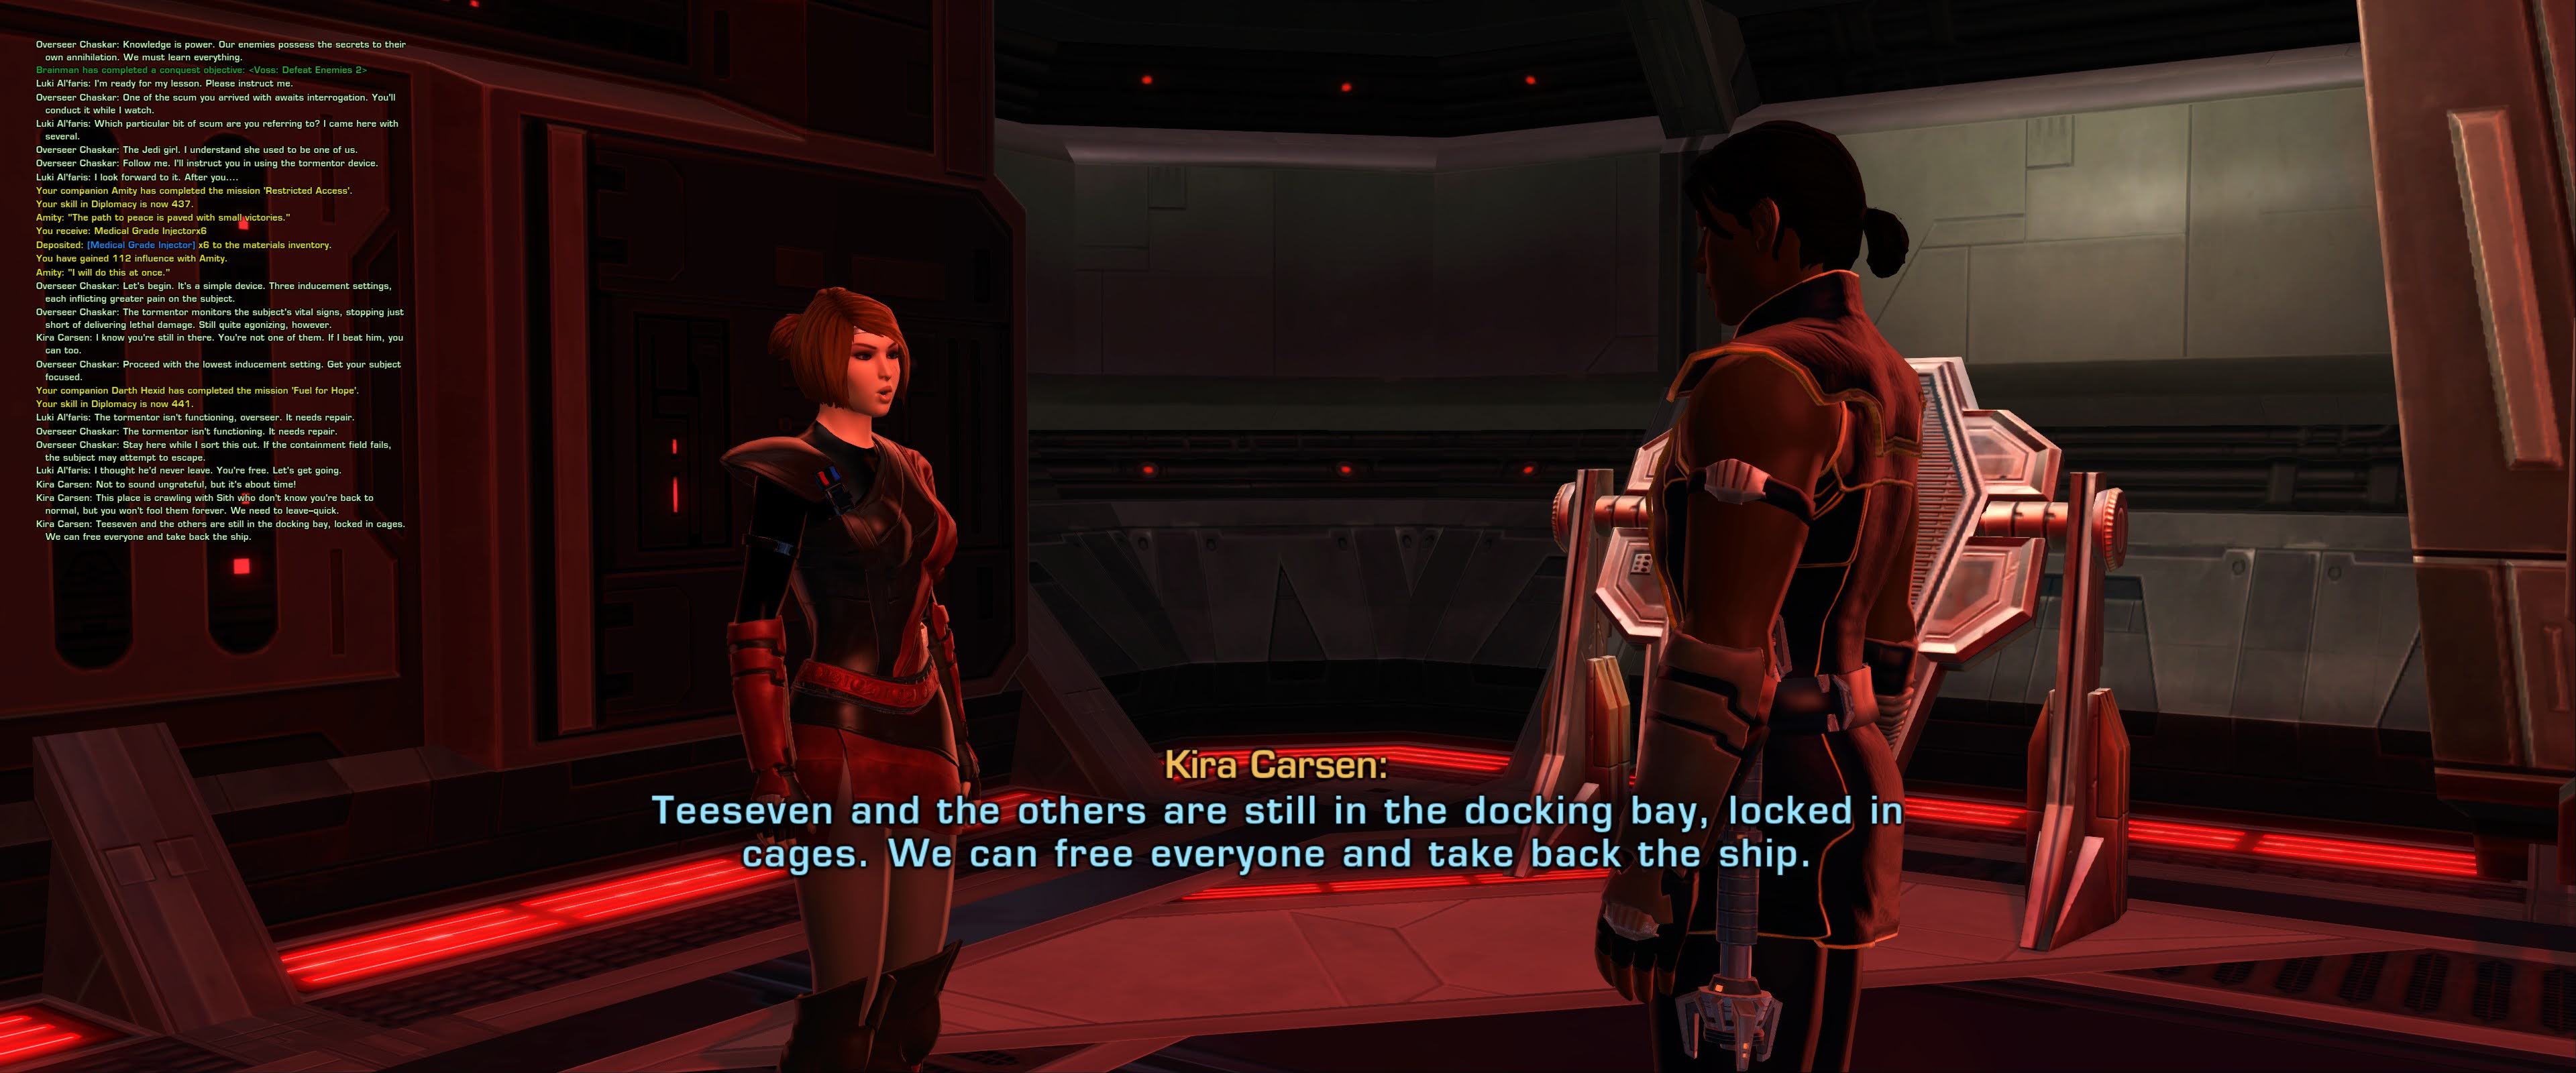 Overseer Chaskar: Knowledge is power. Our enemies possess the secrets to their
own annihilation. We must learn everything.
Brainman has completed a conquest objective: <Voss: Defeat Enemies 2>
Luki Al'faris: I'm ready for my lesson. Please instruct me.
Overseer Chaskar: One of the scum you arrived with awaits interrogation. You'll
conduct it while I watch.
Luki Al'faris: Which particular bit of scum are you referring to? I came here with
several.
Overseer Chaskar: The Jedi girl. I understand she used to be one of us.
Overseer Chaskar: Follow me. I'll instruct you in using the tormentor device.
Luki Al'faris: I look forward to it. After you....
Your companion Amity has completed the mission 'Restricted Access'.
Your skill in Diplomacy is now 437.
Amity: "The path to peace is paved with small victories."
You receive: Medical Grade Injectorx6
Deposited: [Medical Grade Injector] x6 to the materials inventory.
You have gained 112 influence with Amity.
Amity: "I will do this at once."
Overseer Chaskar: Let's begin. It's a simple device. Three inducement settings,
each inflicting greater pain on the subject.
Overseer Chaskar: The tormentor monitors the subject's vital signs, stopping just
short of delivering lethal damage. Still quite agonizing, however.
Kira Carsen: I know you're still in there. You're not one of them. If I beat him, you
can too.
Overseer Chaskar: Proceed with the lowest inducement setting. Get your subject
focused.
Your companion Darth Hexid has completed the mission 'Fuel for Hope'.
Your skill in Diplomacy is now 441.
Luki Al'faris: The tormentor isn't functioning, overseer. It needs repair.
Overseer Chaskar: The tormentor isn't functioning. It needs repair.
Overseer Chaskar: Stay here while I sort this out. If the containment field fails,
the subject may attempt to escape.
Luki Al'faris: I thought he'd never leave. You're free. Let's get going.
Kira Carsen: Not to sound ungrateful, but it's about time!
Kira Carsen: This place is crawling with Sith who don't know you're back to
normal, but you won't fool them forever. We need to leave–quick.
Kira Carsen: Teeseven and the others are still in the docking bay, locked in cages.
We can free everyone and take back the ship.
Kira Carsen:
Teeseven and the others are still in the docking bay, locked in
cages. We can free everyone and take back the ship.